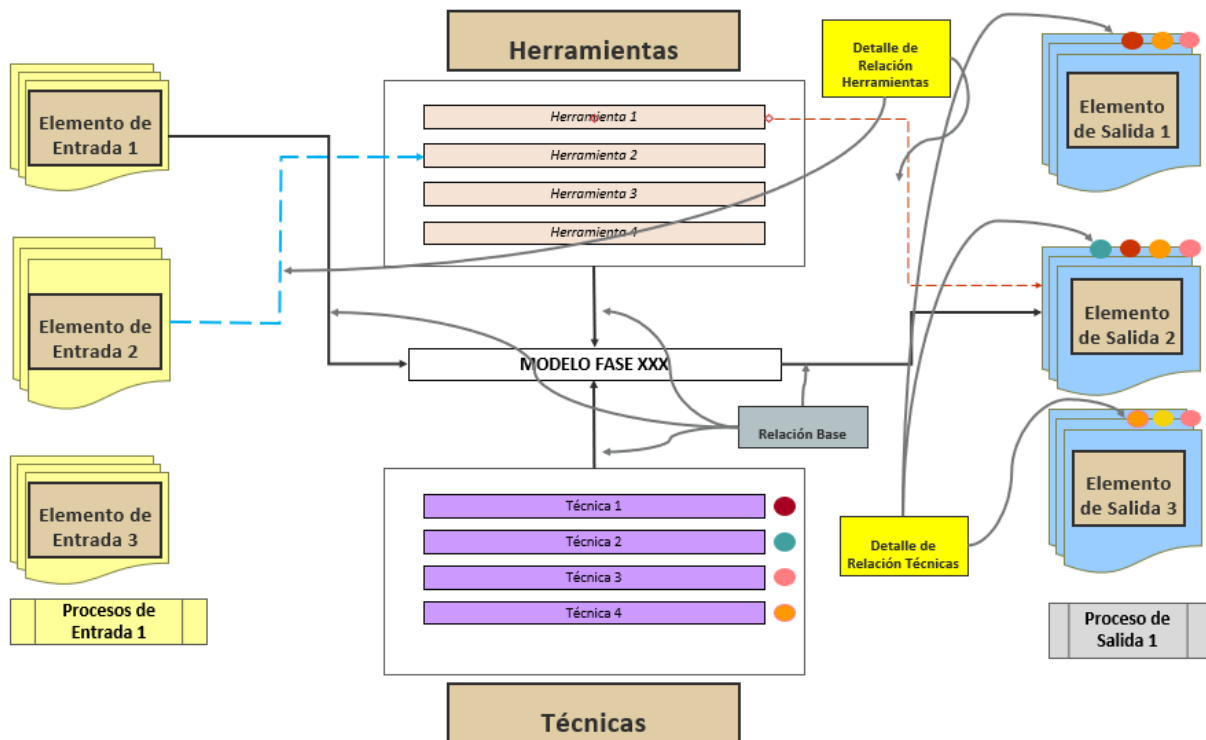 Herramientas
Detalle de
Relación
Herramientas
Elemento de
Entrada 1
Herramienta 1
Herramienta 2
Herramienta 3
Herramienta 4
Elemento
de Salida 1
Elemento de
Entrada 2
Elemento
de Salida 2
MODELO FASE XXX
Relación Base
Elemento de
Entrada 3
Técnica 1
Técnica 2
Técnica 3
Técnica 4
Elemento
de Salida 3
Detalle de
Relación Técnicas
Procesos de
Entrada 1
Proceso de
Salida 1
Técnicas